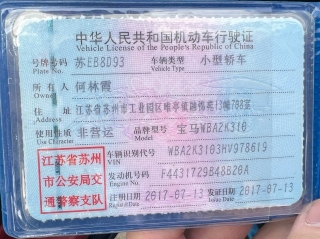 中华人民共和国机动车行驶证
Vehicle License of the People's Republic of China
号牌号码 苏EB8D93 车辆类型 小型轿车
Plate No. Vehicle Type
所有人 何林霞
Owner
住址 江苏省苏州市工业园区唯亭镇
Address
使用性质 非营运 品牌型号 宝马WBA2K310
Use Character Model
江苏省苏州市公安局交通警察支队
车辆识别代号 WBA2K3103HV978619
VIN
发动机号码 F4431729B48B20A
Engine No.
注册日期 2017-07-13 发证日期 2017-07-13
Register Date Issue Date